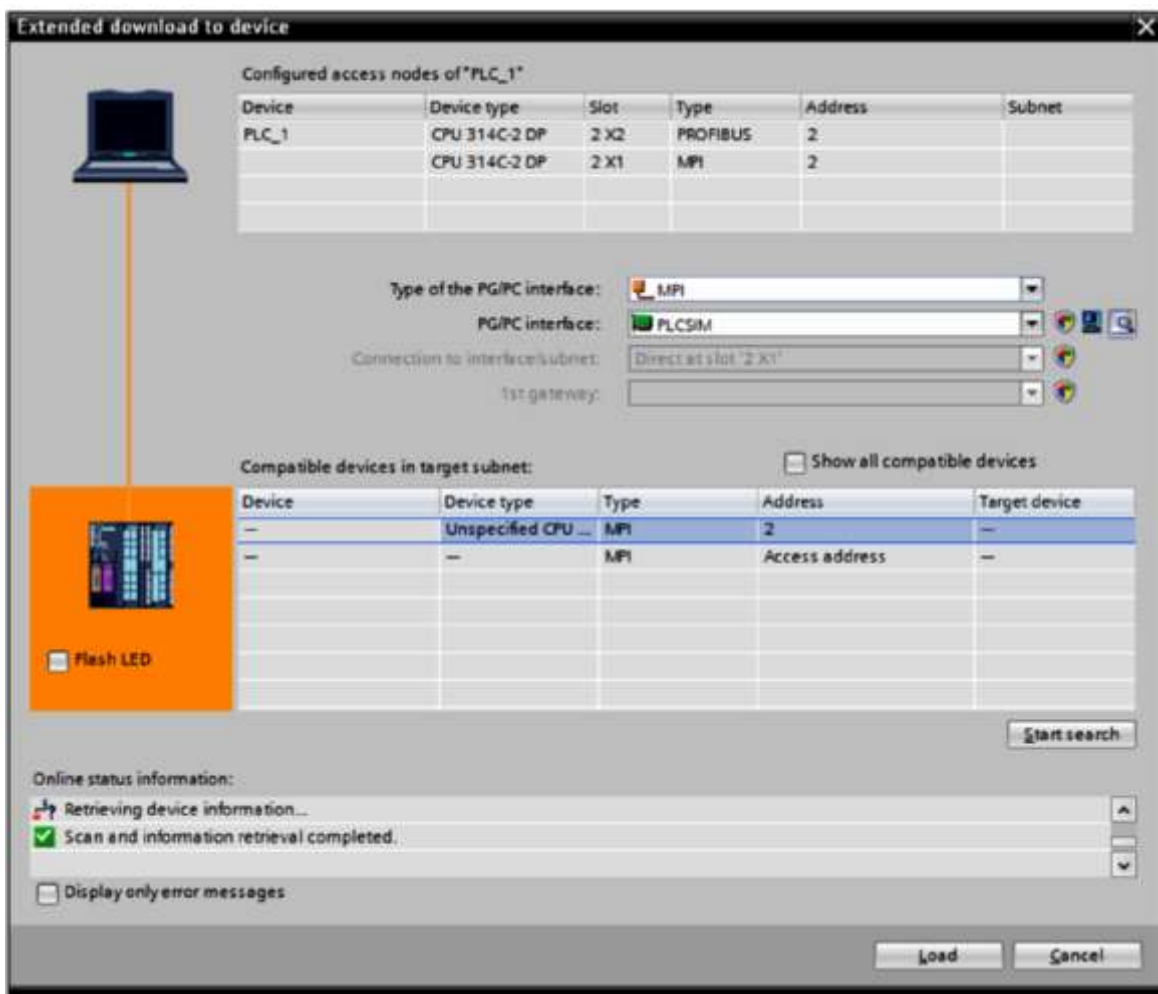 Extended download to device
Configured access nodes of "PLC_1"
Device Device type Slot Type Address Subnet
PLC_1 CPU 314C-2 DP 2 X2 PROFIBUS 2
CPU 314C-2 DP 2 X1 MPI 2
Type of the PG/PC interface: MPI
PG/PC interface: PLCSIM
Connection to interface/subnet: Direct at slot '2 X1'
1st gateway:
Compatible devices in target subnet: Show all compatible devices
Device Device type Type Address Target device
— Unspecified CPU ... MPI 2 —
— — MPI Access address —
Flash LED
Start search
Online status information:
Retrieving device information...
Scan and information retrieval completed.
Display only error messages
Load Cancel